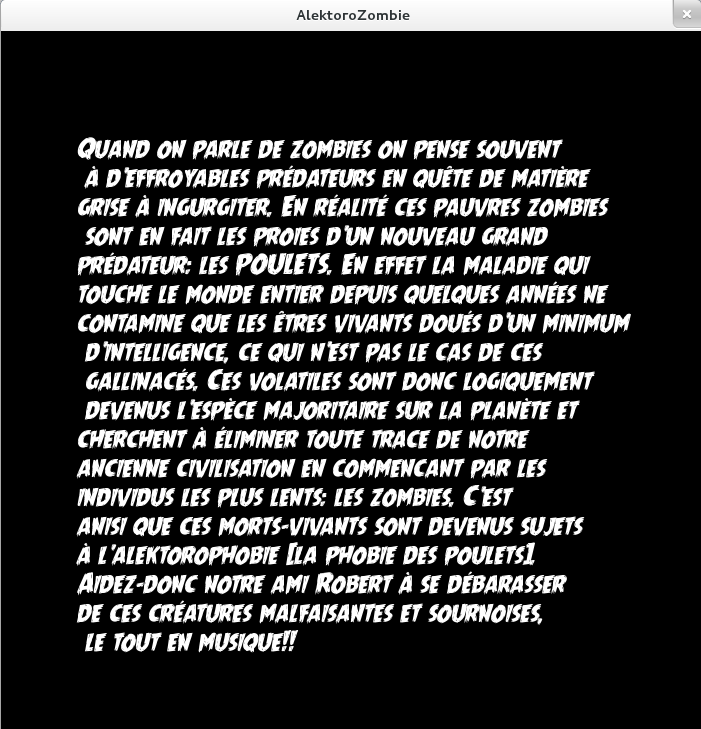 AlektoroZombie
Quand on parle de zombies on pense souvent
à d'effroyables prédateurs en quête de matière
grise à ingurgiter. En réalité ces pauvres zombies
sont en fait les proies d'un nouveau grand
prédateur: les POULETS. En effet la maladie qui
touche le monde entier depuis quelques années ne
contamine que les êtres vivants doués d'un minimum
d'intelligence, ce qui n'est pas le cas de ces
gallinacés. Ces volatiles sont donc logiquement
devenus l'espèce majoritaire sur la planète et
cherchent à éliminer toute trace de notre
ancienne civilisation en commencant par les
individus les plus lents: les zombies. C'est
anisi que ces morts-vivants sont devenus sujets
à l'alektorophobie [la phobie des poulets].
Aidez-donc notre ami Robert à se débarasser
de ces créatures malfaisantes et sournoises,
le tout en musique!!